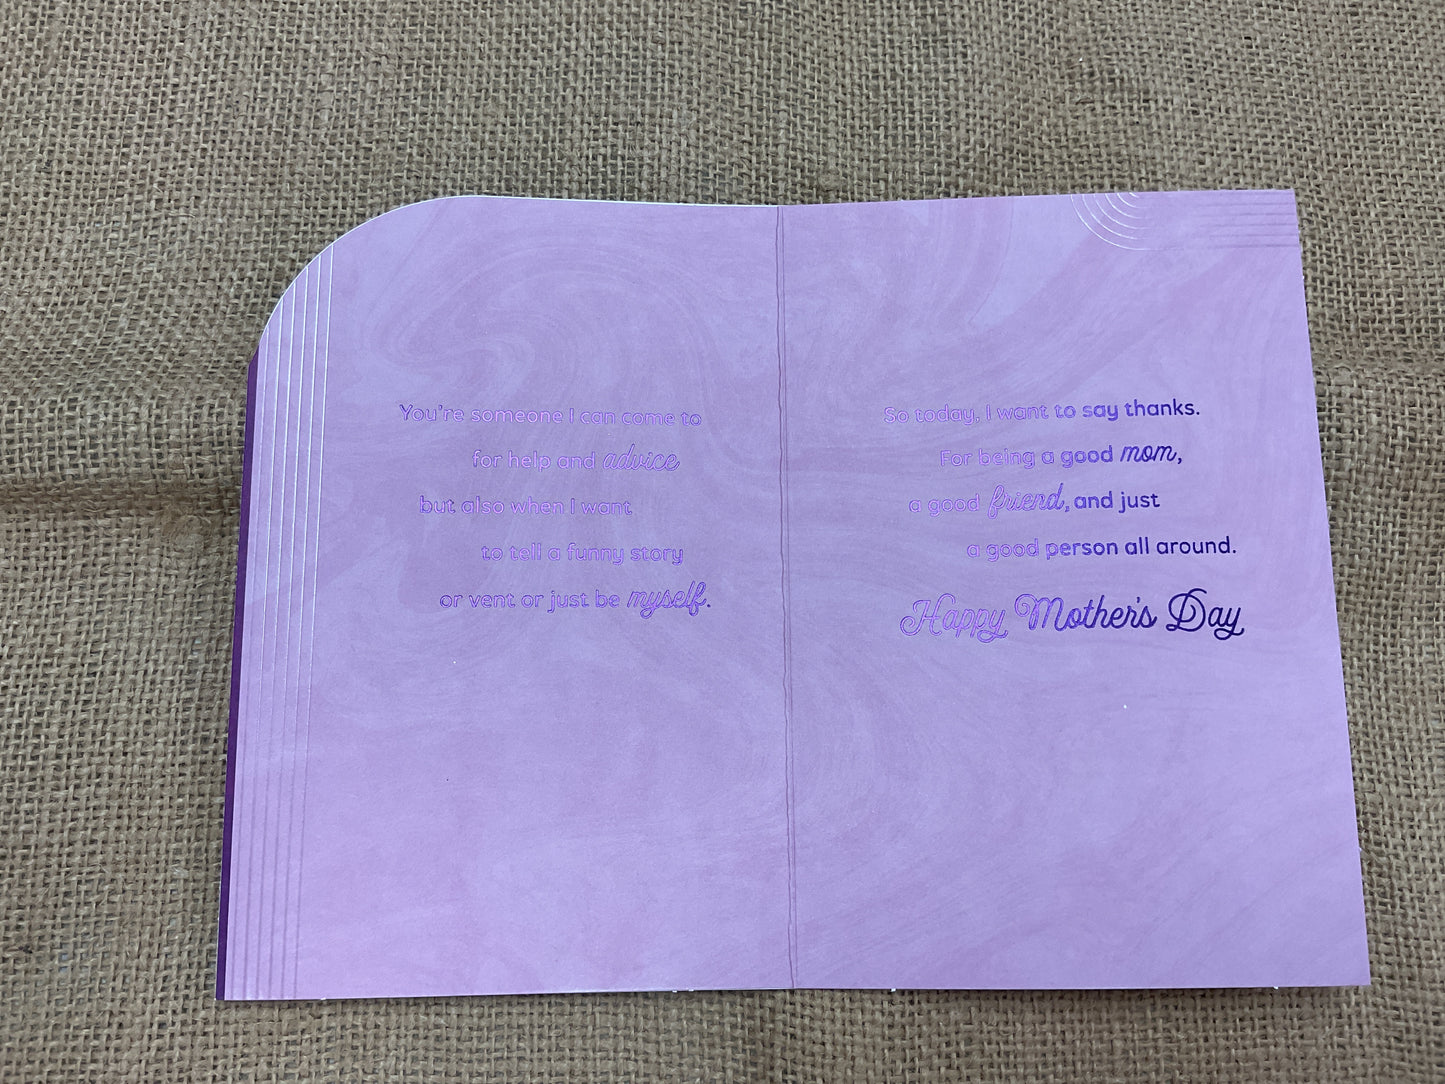 You're someone I can come to
for help and advice
but also when I want
to tell a funny story
or vent or just be myself.
So today, I want to say thanks.
For being a good mom,
a good friend, and just
a good person all around.
Happy Mother's Day